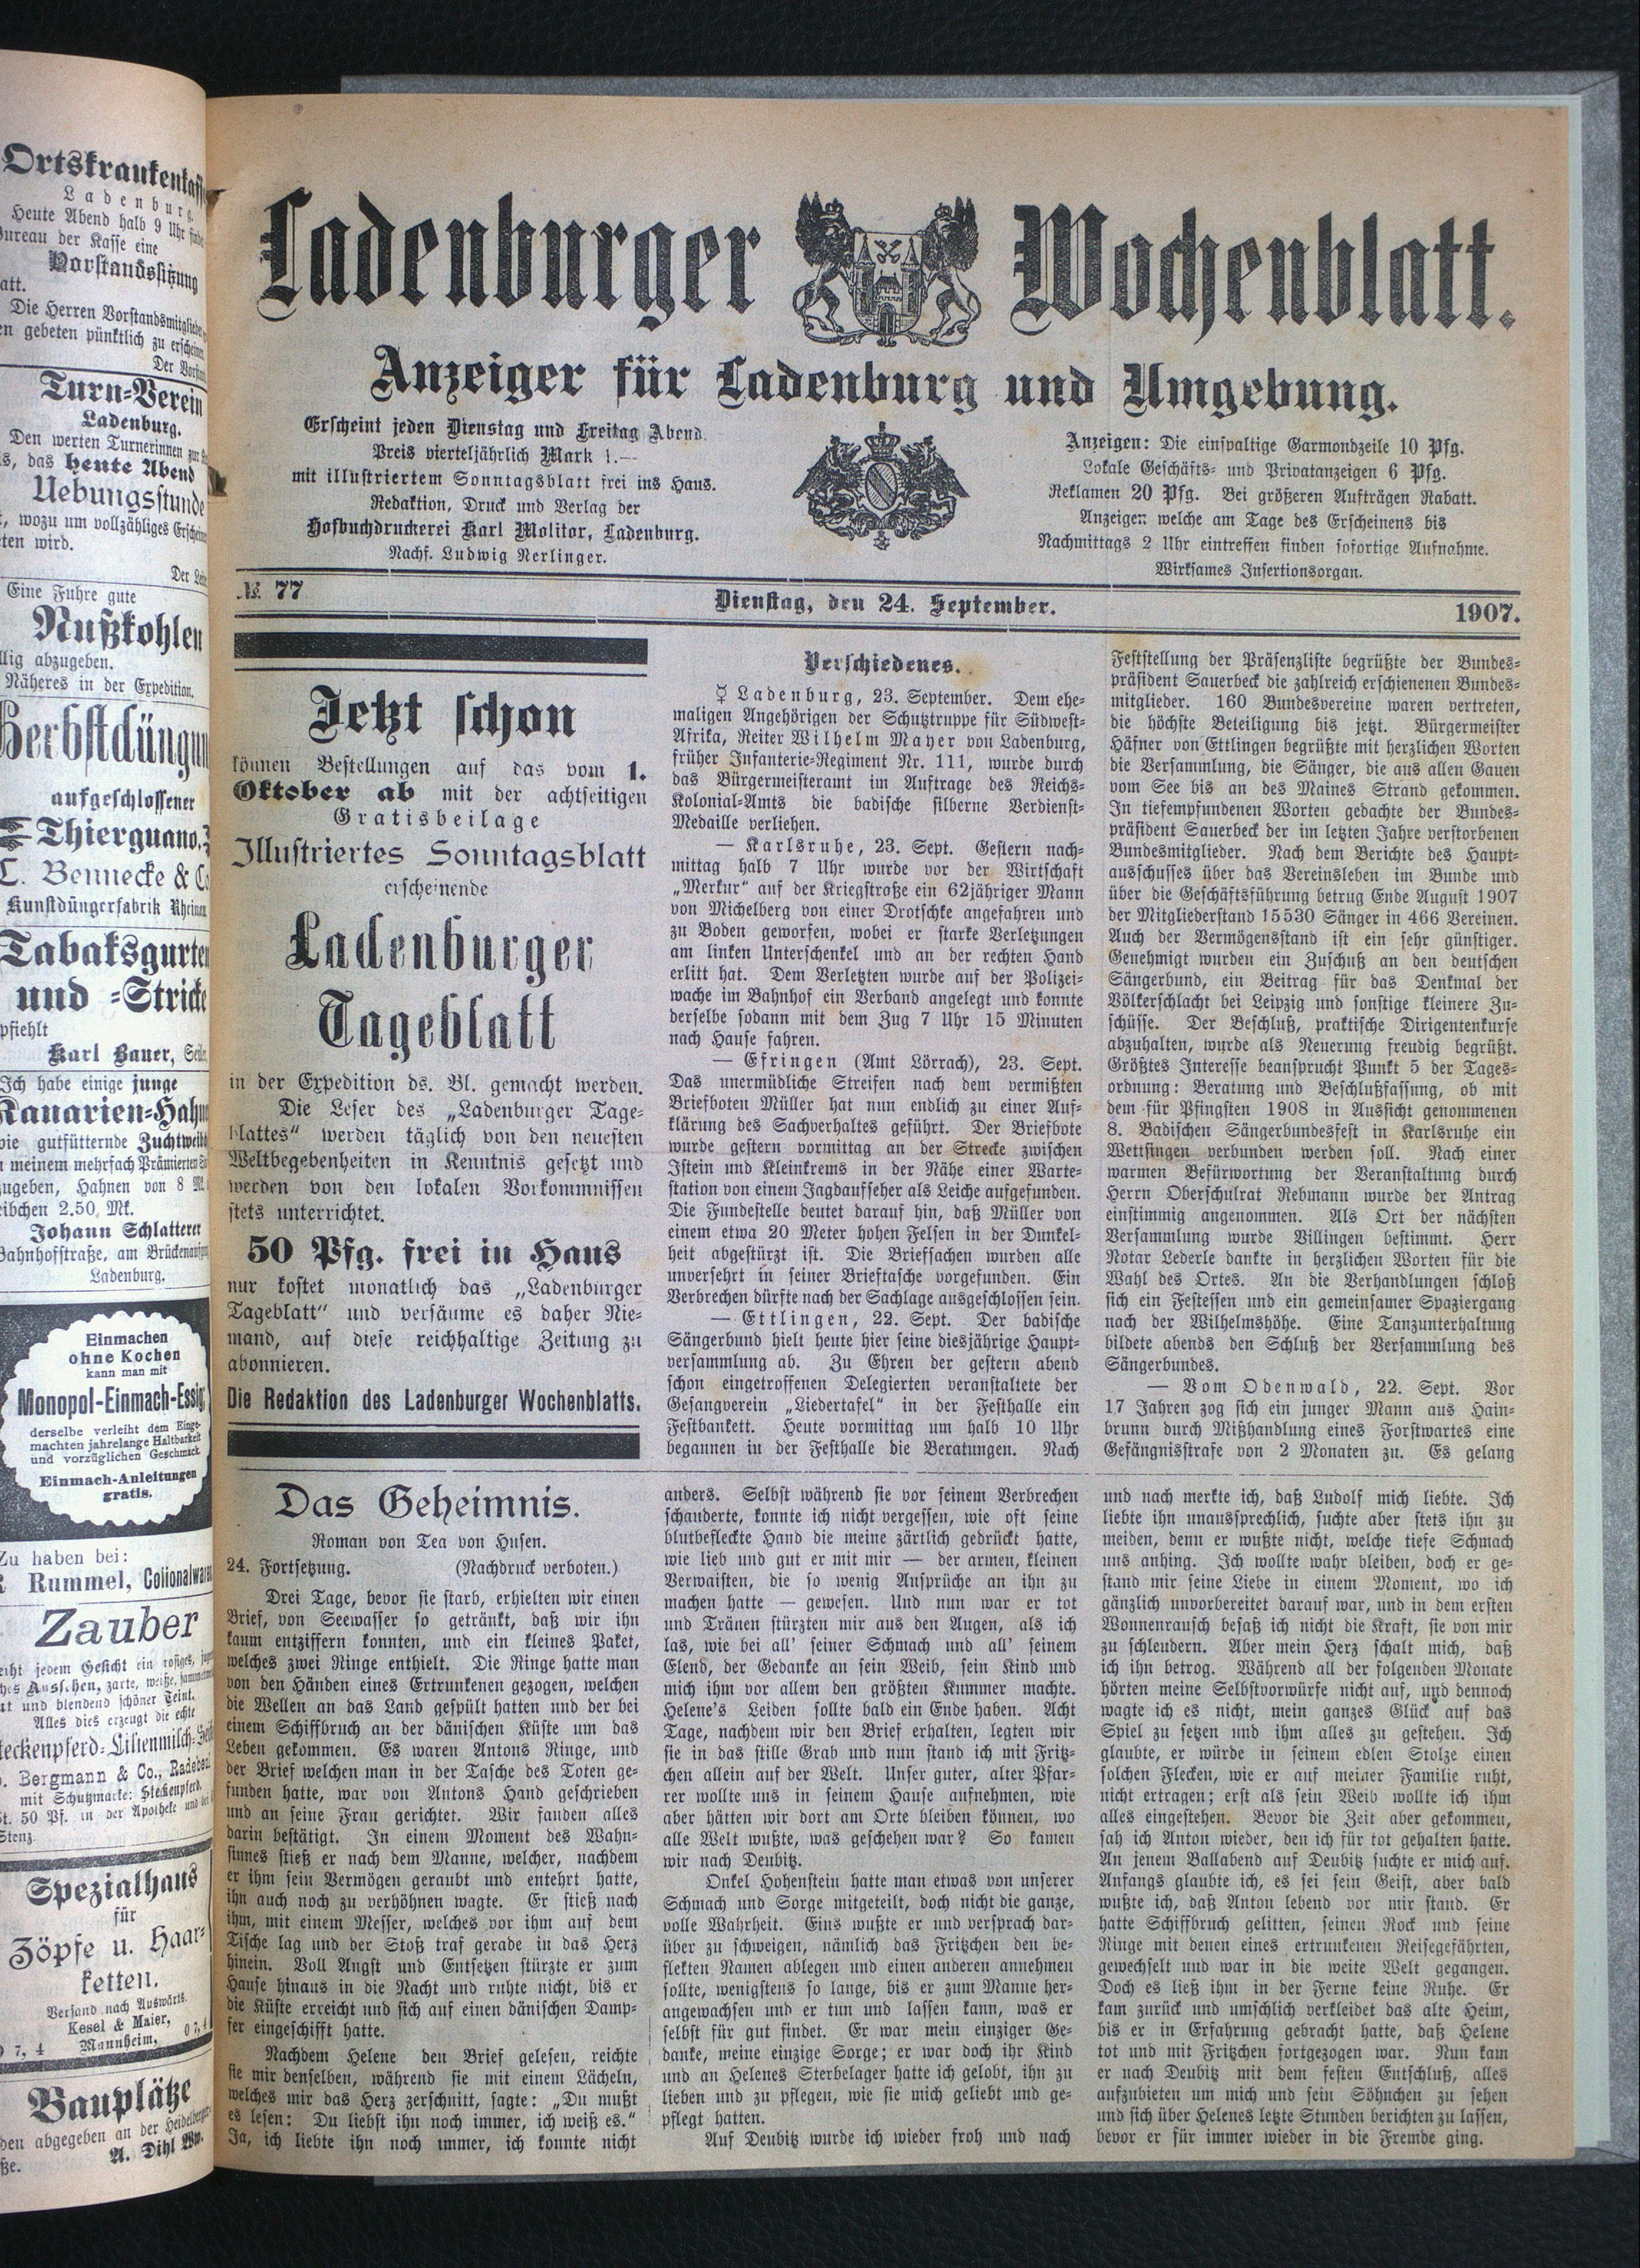 Ortskrankenkasse
Ladenburg.
Heute Abend halb 9 Uhr
Bureau der Kasse eine
Vorstandssitzung
att.
Die Herren Vorstandsmitglieder
en gebeten pünktlich zu erscheinen
Turn-Verein
Ladenburg.
Den werten Turnerinnen zur
s, das heute Abend
Uebungsstunde
t, wozu um vollzähliges
ten wird.
Eine Fuhre gute
Nußkohlen
llig abzugeben.
Näheres in der Expedition.
Herbstdüngung
aufgeschlossener
Thierguano.
C. Bennecke & Co
Kunstdüngerfabrik
Tabaksgurten
und -Stricke
pfiehlt
Karl Bauer,
Ich habe einige junge
Kanarien-Hahnen
wie gutfütternde
meinem mehrfach Prämierten
zugeben, Hahnen von 8
eibchen 2.50 Mk.
Johann Schlatterer
Bahnhofstraße, am
Ladenburg.
Einmachen
ohne Kochen
kann man mit
Monopol-Einmach-Essig,
derselbe verleiht dem Einge-
machten jahrelange Haltbarkeit
und vorzüglichen Geschmack.
Einmach-Anleitungen
gratis.
Zu haben bei:
Rummel,
Zauber
eiht jedem Gesicht ein rosiges,
hes Aussehen, zarte, weiße,
ut und blendend schöner Teint.
Alles dies erzeugt die echte
teckenpferd-Lilienmilch-
Bergmann & Co.,
mit Schutzmarke: Steckenpferd.
St. 50 Pf. in der Apotheke und
Stenz.
Spezialhaus
für
Zöpfe u. Haar-
ketten.
Versand nach Auswärts.
Kesel & Maier,
7, 4 Mannheim,
Bauplätze
den abgegeben an der
A. Dihl Ww.
Ladenburger Wochenblatt.
Anzeiger für Ladenburg und Umgebung.
Erscheint jeden Dienstag und Freitag Abend.
Preis vierteljährlich Mark 1.—
mit illustriertem Sonntagsblatt frei ins Haus.
Redaktion, Druck und Verlag der
Hofbuchdruckerei Karl Molitor, Ladenburg.
Nachf. Ludwig Nerlinger.
Anzeigen: Die einspaltige Garmondzeile 10 Pfg.
Lokale Geschäfts- und Privatanzeigen 6 Pfg.
Reklamen 20 Pfg. Bei größeren Aufträgen Rabatt.
Anzeigen welche am Tage des Erscheinens bis
Nachmittags 2 Uhr eintreffen finden sofortige Aufnahme.
Wirksames Insertionsorgan.
№ 77
Dienstag, den 24. September.
1907.
Jetzt schon
können Bestellungen auf das vom 1.
Oktober ab mit der achtseitigen
Gratisbeilage
Illustriertes Sonntagsblatt
erscheinende
Ladenburger
Tageblatt
in der Expedition ds. Bl. gemacht werden.
Die Leser des „Ladenburger Tage-
blattes“ werden täglich von den neuesten
Weltbegebenheiten in Kenntnis gesetzt und
werden von den lokalen Vorkommnissen
stets unterrichtet.
50 Pfg. frei in Haus
nur kostet monatlich das „Ladenburger
Tageblatt“ und versäume es daher Nie-
mand, auf diese reichhaltige Zeitung zu
abonnieren.
Die Redaktion des Ladenburger Wochenblatts.
Verschiedenes.
☿ Ladenburg, 23. September. Dem ehe-
maligen Angehörigen der Schutztruppe für Südwest-
Afrika, Reiter Wilhelm Mayer von Ladenburg,
früher Infanterie-Regiment Nr. 111, wurde durch
das Bürgermeisteramt im Auftrage des Reichs-
Kolonial-Amts die badische silberne Verdienst-
Medaille verliehen.
— Karlsruhe, 23. Sept. Gestern nach-
mittag halb 7 Uhr wurde vor der Wirtschaft
„Merkur“ auf der Kriegstraße ein 62jähriger Mann
von Michelberg von einer Drotschke angefahren und
zu Boden geworfen, wobei er starke Verletzungen
am linken Unterschenkel und an der rechten Hand
erlitt hat. Dem Verletzten wurde auf der Polizei-
wache im Bahnhof ein Verband angelegt und konnte
derselbe sodann mit dem Zug 7 Uhr 15 Minuten
nach Hause fahren.
— Efringen (Amt Lörrach), 23. Sept.
Das unermüdliche Streifen nach dem vermißten
Briefboten Müller hat nun endlich zu einer Auf-
klärung des Sachverhaltes geführt. Der Briefbote
wurde gestern vormittag an der Strecke zwischen
Istein und Kleinkems in der Nähe einer Warte-
station von einem Jagdaufseher als Leiche aufgefunden.
Die Fundestelle deutet darauf hin, daß Müller von
einem etwa 20 Meter hohen Felsen in der Dunkel-
heit abgestürzt ist. Die Briefsachen wurden alle
unversehrt in seiner Brieftasche vorgefunden. Ein
Verbrechen dürfte nach der Sachlage ausgeschlossen sein.
— Ettlingen, 22. Sept. Der badische
Sängerbund hielt heute hier seine diesjährige Haupt-
versammlung ab. Zu Ehren der gestern abend
schon eingetroffenen Delegierten veranstaltete der
Gesangverein „Liedertafel“ in der Festhalle ein
Festbankett. Heute vormittag um halb 10 Uhr
begannen in der Festhalle die Beratungen. Nach
Feststellung der Präsenzliste begrüßte der Bundes-
präsident Sauerbeck die zahlreich erschienenen Bundes-
mitglieder. 160 Bundesvereine waren vertreten,
die höchste Beteiligung bis jetzt. Bürgermeister
Häfner von Ettlingen begrüßte mit herzlichen Worten
die Versammlung, die Sänger, die aus allen Gauen
vom See bis an des Maines Strand gekommen.
In tiefempfundenen Worten gedachte der Bundes-
präsident Sauerbeck der im letzten Jahre verstorbenen
Bundesmitglieder. Nach dem Berichte des Haupt-
ausschusses über das Vereinsleben im Bunde und
über die Geschäftsführung betrug Ende August 1907
der Mitgliederstand 15530 Sänger in 466 Vereinen.
Auch der Vermögensstand ist ein sehr günstiger.
Genehmigt wurden ein Zuschuß an den deutschen
Sängerbund, ein Beitrag für das Denkmal der
Völkerschlacht bei Leipzig und sonstige kleinere Zu-
schüsse. Der Beschluß, praktische Dirigentenkurse
abzuhalten, wurde als Neuerung freudig begrüßt.
Größtes Interesse beansprucht Punkt 5 der Tages-
ordnung: Beratung und Beschlußfassung, ob mit
dem für Pfingsten 1908 in Aussicht genommenen
8. Badischen Sängerbundesfest in Karlsruhe ein
Wettsingen verbunden werden soll. Nach einer
warmen Befürwortung der Veranstaltung durch
Herrn Oberschulrat Rebmann wurde der Antrag
einstimmig angenommen. Als Ort der nächsten
Versammlung wurde Villingen bestimmt. Herr
Notar Lederle dankte in herzlichen Worten für die
Wahl des Ortes. An die Verhandlungen schloß
sich ein Festessen und ein gemeinsamer Spaziergang
nach der Wilhelmshöhe. Eine Tanzunterhaltung
bildete abends den Schluß der Versammlung des
Sängerbundes.
— Vom Odenwald, 22. Sept. Vor
17 Jahren zog sich ein junger Mann aus Hain-
brunn durch Mißhandlung eines Forstwartes eine
Gefängnisstrafe von 2 Monaten zu. Es gelang
Das Geheimnis.
Roman von Tea von Husen.
24. Fortsetzung. (Nachdruck verboten.)
Drei Tage, bevor sie starb, erhielten wir einen
Brief, von Seewasser so getränkt, daß wir ihn
kaum entziffern konnten, und ein kleines Paket,
welches zwei Ringe enthielt. Die Ringe hatte man
von den Händen eines Ertrunkenen gezogen, welchen
die Wellen an das Land gespült hatten und der bei
einem Schiffbruch an der dänischen Küste um das
Leben gekommen. Es waren Antons Ringe, und
der Brief welchen man in der Tasche des Toten ge-
funden hatte, war von Antons Hand geschrieben
und an seine Frau gerichtet. Wir fanden alles
darin bestätigt. In einem Moment des Wahn-
sinnes stieß er nach dem Manne, welcher, nachdem
er ihm sein Vermögen geraubt und entehrt hatte,
ihn auch noch zu verhöhnen wagte. Er stieß nach
ihm, mit einem Messer, welches vor ihm auf dem
Tische lag und der Stoß traf gerade in das Herz
hinein. Voll Angst und Entsetzen stürzte er zum
Hause hinaus in die Nacht und ruhte nicht, bis er
die Küste erreicht und sich auf einen dänischen Damp-
fer eingeschifft hatte.
Nachdem Helene den Brief gelesen, reichte
sie mir denselben, während sie mit einem Lächeln,
welches mir das Herz zerschnitt, sagte: „Du mußt
es lesen: Du liebst ihn noch immer, ich weiß es.“
Ja, ich liebte ihn noch immer, ich konnte nicht
anders. Selbst während sie vor seinem Verbrechen
schauderte, konnte ich nicht vergessen, wie oft seine
blutbefleckte Hand die meine zärtlich gedrückt hatte,
wie lieb und gut er mit mir — der armen, kleinen
Verwaisten, die so wenig Ansprüche an ihn zu
machen hatte — gewesen. Und nun war er tot
und Tränen stürzten mir aus den Augen, als ich
las, wie bei all' seiner Schmach und all' seinem
Elend, der Gedanke an sein Weib, sein Kind und
mich ihm vor allem den größten Kummer machte.
Helene's Leiden sollte bald ein Ende haben. Acht
Tage, nachdem wir den Brief erhalten, legten wir
sie in das stille Grab und nun stand ich mit Fritz-
chen allein auf der Welt. Unser guter, alter Pfar-
rer wollte uns in seinem Hause aufnehmen, wie
aber hätten wir dort am Orte bleiben können, wo
alle Welt wußte, was geschehen war? So kamen
wir nach Deubitz.
Onkel Hohenstein hatte man etwas von unserer
Schmach und Sorge mitgeteilt, doch nicht die ganze,
volle Wahrheit. Eins wußte er und versprach dar-
über zu schweigen, nämlich das Fritzchen den be-
flekten Namen ablegen und einen anderen annehmen
sollte, wenigstens so lange, bis er zum Manne her-
angewachsen und er tun und lassen kann, was er
selbst für gut findet. Er war mein einziger Ge-
danke, meine einzige Sorge; er war doch ihr Kind
und an Helenes Sterbelager hatte ich gelobt, ihn zu
lieben und zu pflegen, wie sie mich geliebt und ge-
pflegt hatten.
Auf Deubitz wurde ich wieder froh und nach
und nach merkte ich, daß Ludolf mich liebte. Ich
liebte ihn unaussprechlich, suchte aber stets ihn zu
meiden, denn er wußte nicht, welche tiefe Schmach
uns anhing. Ich wollte wahr bleiben, doch er ge-
stand mir seine Liebe in einem Moment, wo ich
gänzlich unvorbereitet darauf war, und in dem ersten
Wonnenrausch besaß ich nicht die Kraft, sie von mir
zu schleudern. Aber mein Herz schalt mich, daß
ich ihn betrog. Während all der folgenden Monate
hörten meine Selbstvorwürfe nicht auf, und dennoch
wagte ich es nicht, mein ganzes Glück auf das
Spiel zu setzen und ihm alles zu gestehen. Ich
glaubte, er würde in seinem edlen Stolze einen
solchen Flecken, wie er auf meiner Familie ruht,
nicht ertragen; erst als sein Weib wollte ich ihm
alles eingestehen. Bevor die Zeit aber gekommen,
sah ich Anton wieder, den ich für tot gehalten hatte.
An jenem Ballabend auf Deubitz suchte er mich auf.
Anfangs glaubte ich, es sei sein Geist, aber bald
wußte ich, daß Anton lebend vor mir stand. Er
hatte Schiffbruch gelitten, seinen Rock und seine
Ringe mit denen eines ertrunkenen Reisegefährten,
gewechselt und war in die weite Welt gegangen.
Doch es ließ ihm in der Ferne keine Ruhe. Er
kam zurück und umschlich verkleidet das alte Heim,
bis er in Erfahrung gebracht hatte, daß Helene
tot und mit Fritzchen fortgezogen war. Nun kam
er nach Deubitz mit dem festen Entschluß, alles
aufzubieten um mich und sein Söhnchen zu sehen
und sich über Helenes letzte Stunden berichten zu lassen,
bevor er für immer wieder in die Fremde ging.